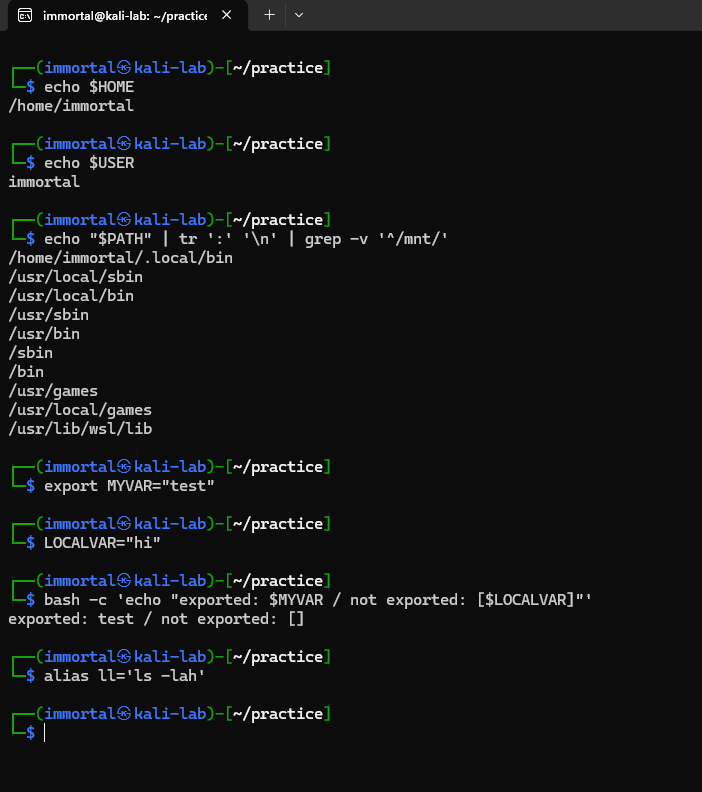 immortal@kali-lab: ~/practice
┌──(immortal㉿kali-lab)-[~/practice]
└─$ echo $HOME
/home/immortal
┌──(immortal㉿kali-lab)-[~/practice]
└─$ echo $USER
immortal
┌──(immortal㉿kali-lab)-[~/practice]
└─$ echo "$PATH" | tr ':' '\n' | grep -v '^/mnt/'
/home/immortal/.local/bin
/usr/local/sbin
/usr/local/bin
/usr/sbin
/usr/bin
/sbin
/bin
/usr/games
/usr/local/games
/usr/lib/wsl/lib
┌──(immortal㉿kali-lab)-[~/practice]
└─$ export MYVAR="test"
┌──(immortal㉿kali-lab)-[~/practice]
└─$ LOCALVAR="hi"
┌──(immortal㉿kali-lab)-[~/practice]
└─$ bash -c 'echo "exported: $MYVAR / not exported: [$LOCALVAR]"'
exported: test / not exported: []
┌──(immortal㉿kali-lab)-[~/practice]
└─$ alias ll='ls -lah'
┌──(immortal㉿kali-lab)-[~/practice]
└─$